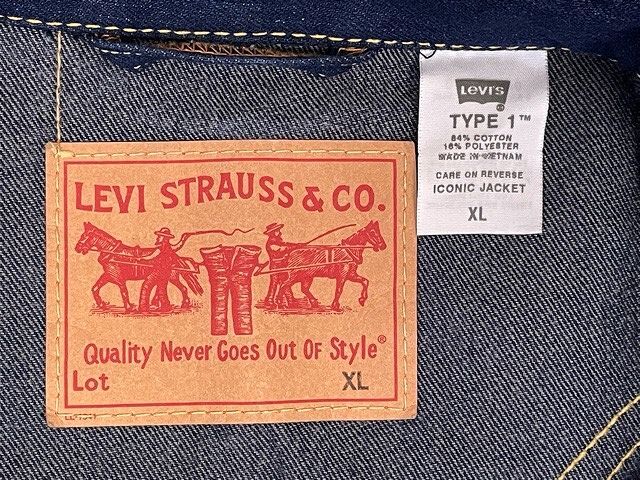 LEVI STRAUSS & CO.
Quality Never Goes Out Of Style®
Lot XL
Levi's
®
TYPE 1™
84% COTTON
16% POLYESTER
MADE IN VIETNAM
CARE ON REVERSE
ICONIC JACKET
XL